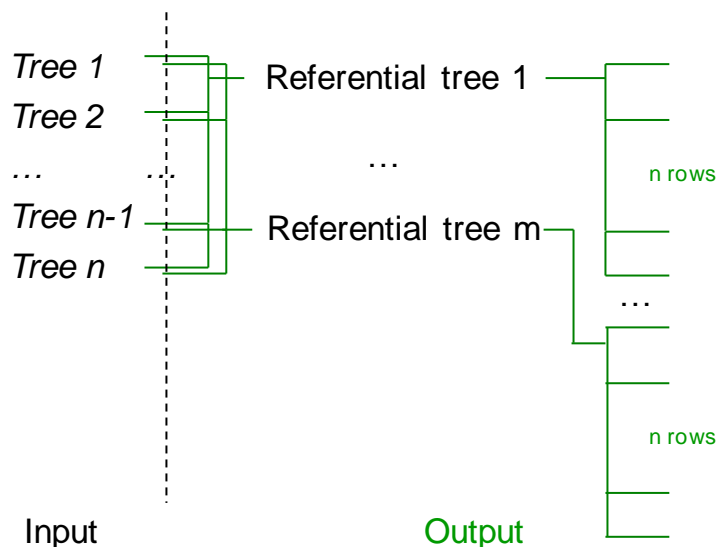 Tree 1
Referential tree 1
Tree 2
...
...
...
n rows
Tree n-1
Referential tree m
Tree n
...
n rows
Input
Output